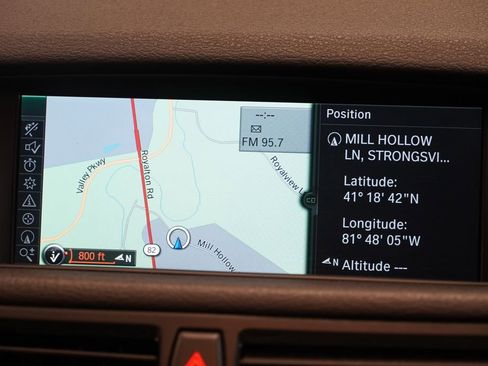 --:--
FM 95.7
Valley Pkwy
Royalton Rd
Royalview L
82
Mill Hollow
800 ft
N
Position
MILL HOLLOW
LN, STRONGSVI...
Latitude:
41° 18' 42"N
Longitude:
81° 48' 05"W
N Altitude ---